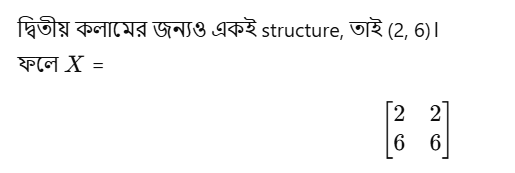 দ্বিতীয় কলামের জন্যও একই structure, তাই (2, 6)।
ফলে X =
2 2
6 6